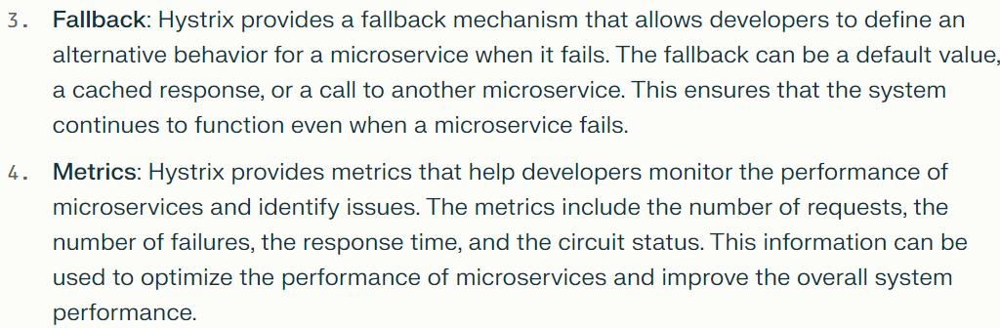 3. Fallback: Hystrix provides a fallback mechanism that allows developers to define an
alternative behavior for a microservice when it fails. The fallback can be a default value,
a cached response, or a call to another microservice. This ensures that the system
continues to function even when a microservice fails.
4. Metrics: Hystrix provides metrics that help developers monitor the performance of
microservices and identify issues. The metrics include the number of requests, the
number of failures, the response time, and the circuit status. This information can be
used to optimize the performance of microservices and improve the overall system
performance.